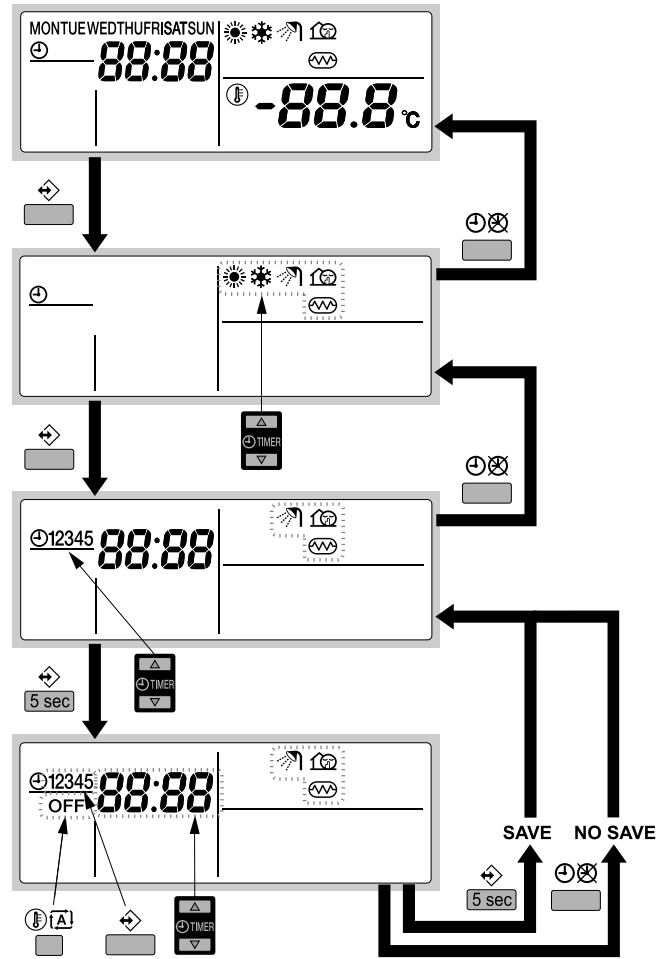 MONTUEWEDTHUFRISATSUN
88:88
-88.8 °C
TIMER
12345 88:88
TIMER
5 sec
12345 88:88
OFF
SAVE NO SAVE
5 sec
A
TIMER